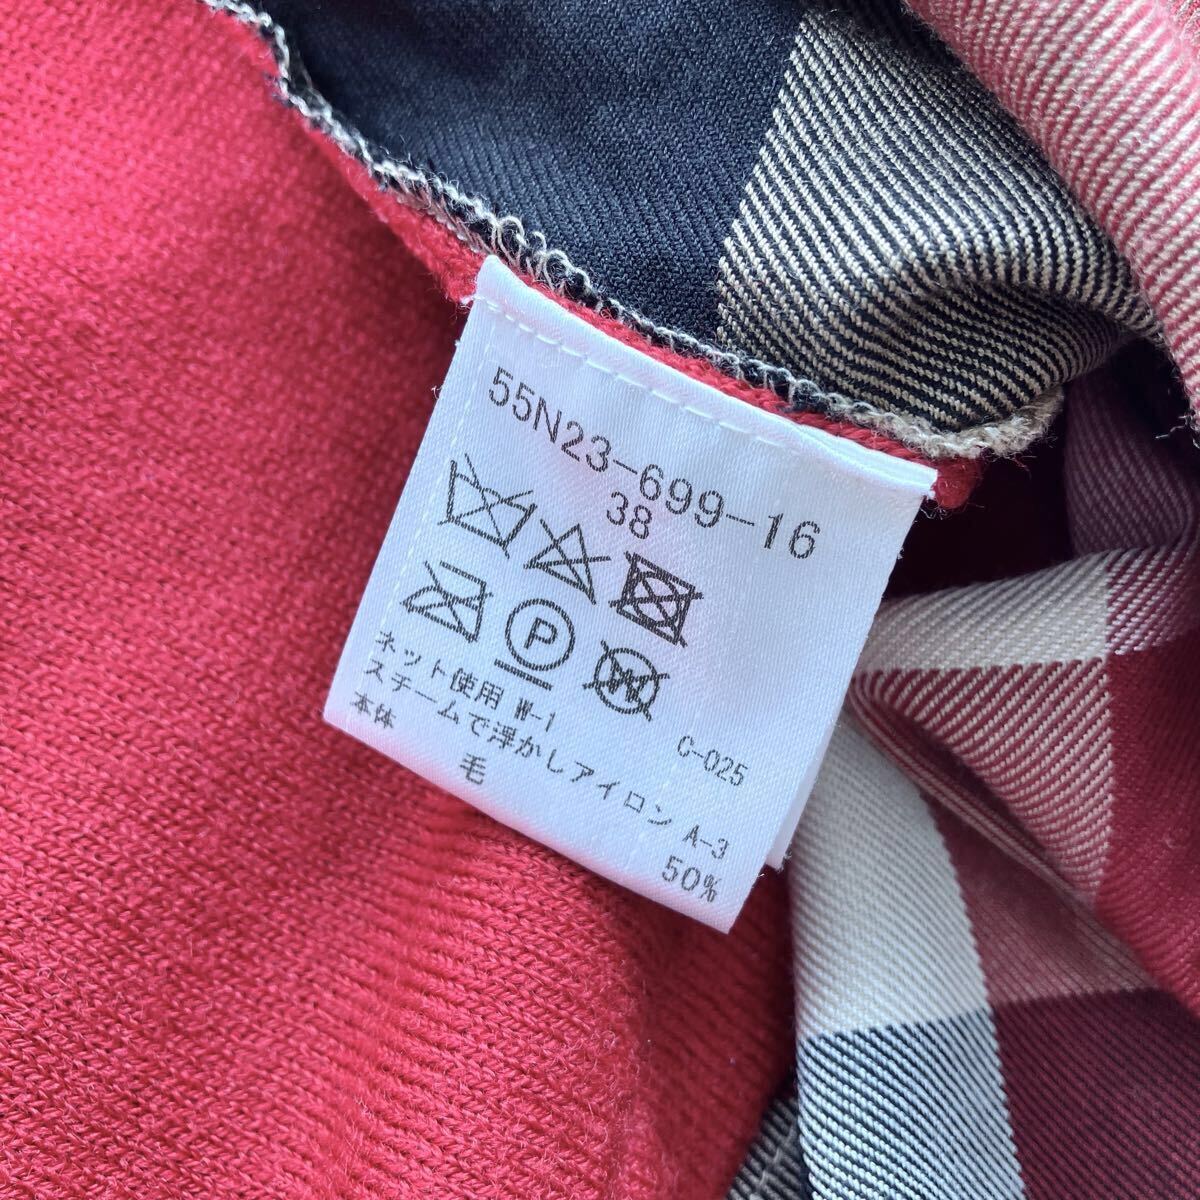 55N23-699-16
38
P
W
ネット使用 W-1
C-025
スチームで浮かしアイロン A-3
本体
毛 50%